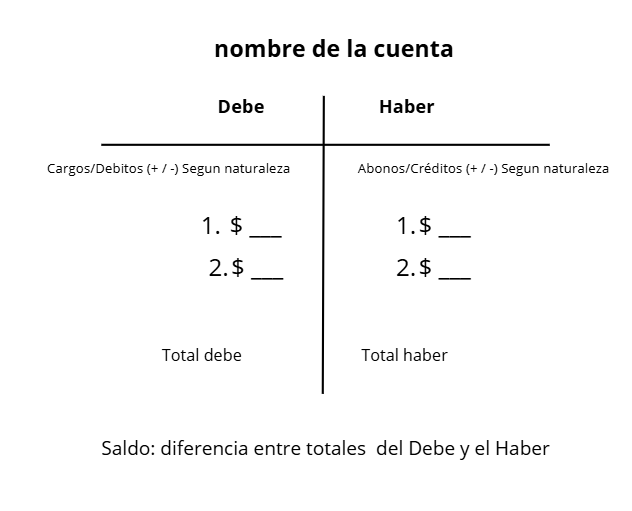 nombre de la cuenta
Debe
Haber
Cargos/Debitos (+ / -) Segun naturaleza
Abonos/Créditos (+ / -) Segun naturaleza
1. $ ___
1. $ ___
2. $ ___
2. $ ___
Total debe
Total haber
Saldo: diferencia entre totales del Debe y el Haber